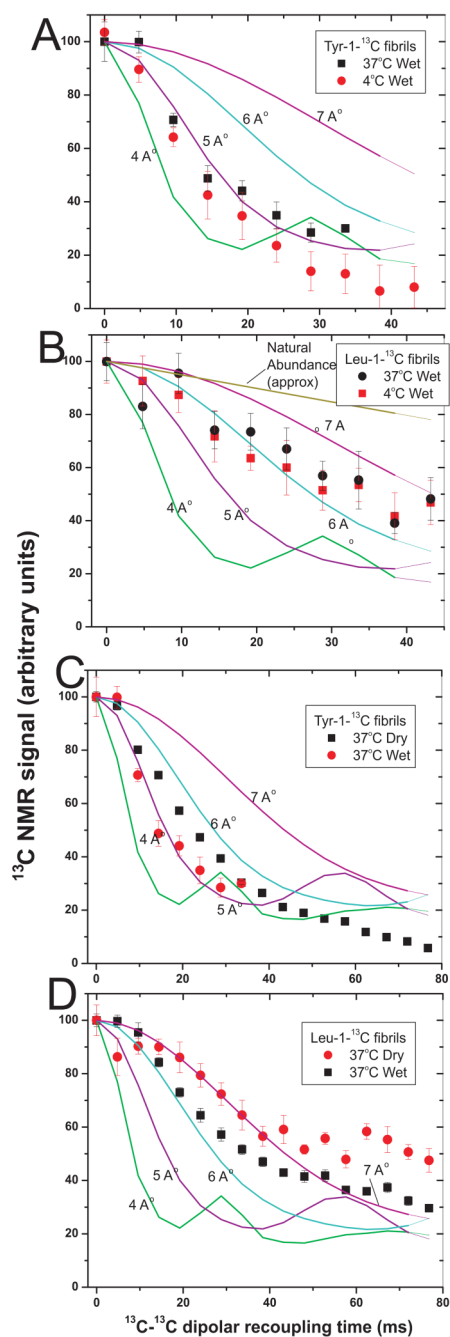 ¹³C NMR signal (arbitrary units)
A
Tyr-1-¹³C fibrils
37°C Wet
4°C Wet
7 A°
6 A°
5 A°
4 A°
100
80
60
40
20
0
0 10 20 30 40
B
Natural
Abundance
(approx)
Leu-1-¹³C fibrils
37°C Wet
4°C Wet
° 7 A
4 A°
5 A°
6 A
°
100
80
60
40
20
0
0 10 20 30 40
C
Tyr-1-¹³C fibrils
37°C Dry
37°C Wet
7 A°
6 A°
4 A°
5 A°
100
80
60
40
20
0
0 20 40 60 80
D
Leu-1-¹³C fibrils
37°C Dry
37°C Wet
7 A°
6 A°
5 A°
4 A°
100
80
60
40
20
0
0 20 40 60 80
¹³C-¹³C dipolar recoupling time (ms)